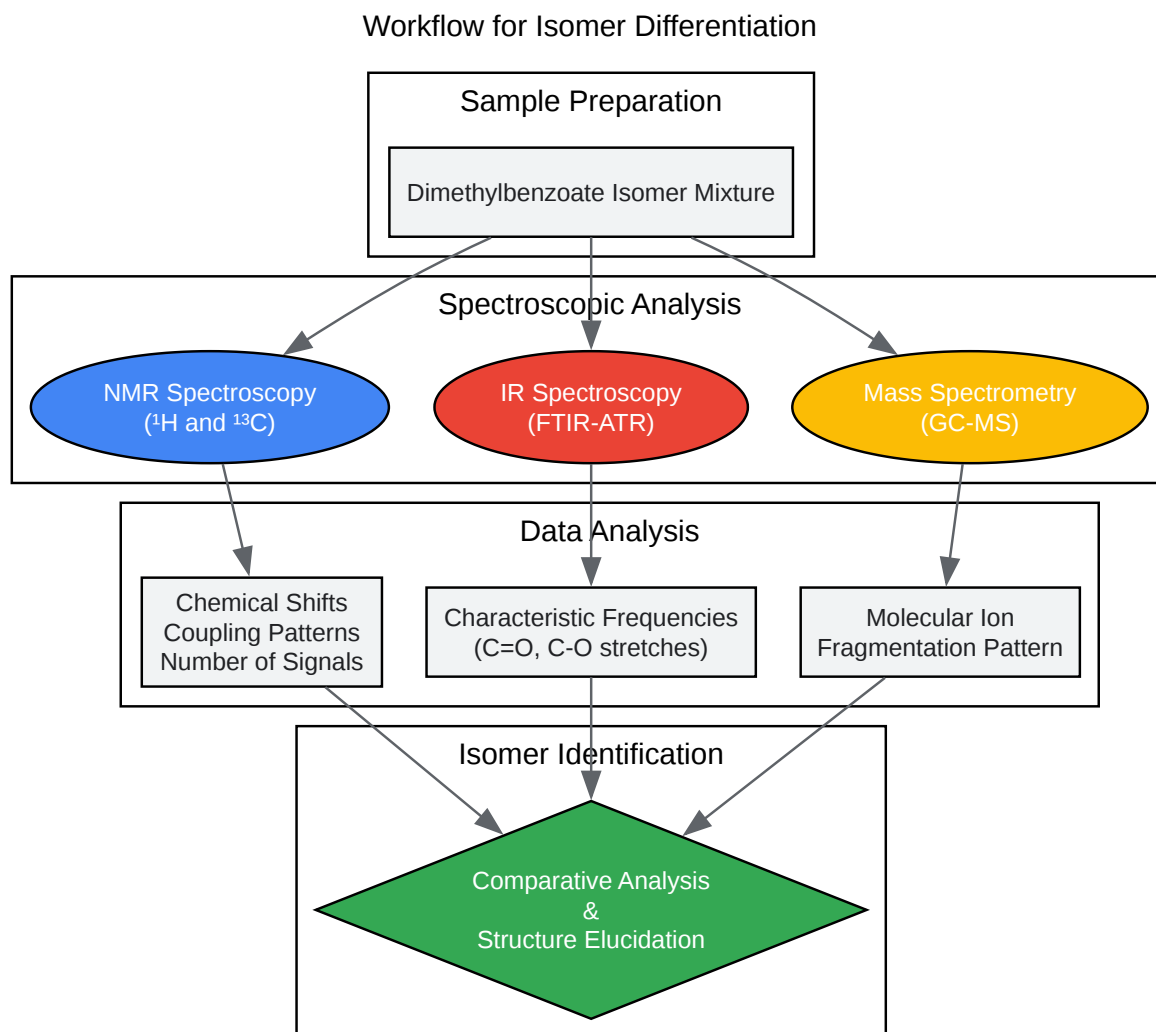 Workflow for Isomer Differentiation
Sample Preparation
Dimethylbenzoate Isomer Mixture
Spectroscopic Analysis
NMR Spectroscopy
(¹H and ¹³C)
IR Spectroscopy
(FTIR-ATR)
Mass Spectrometry
(GC-MS)
Data Analysis
Chemical Shifts
Coupling Patterns
Number of Signals
Characteristic Frequencies
(C=O, C-O stretches)
Molecular Ion
Fragmentation Pattern
Isomer Identification
Comparative Analysis
&
Structure Elucidation